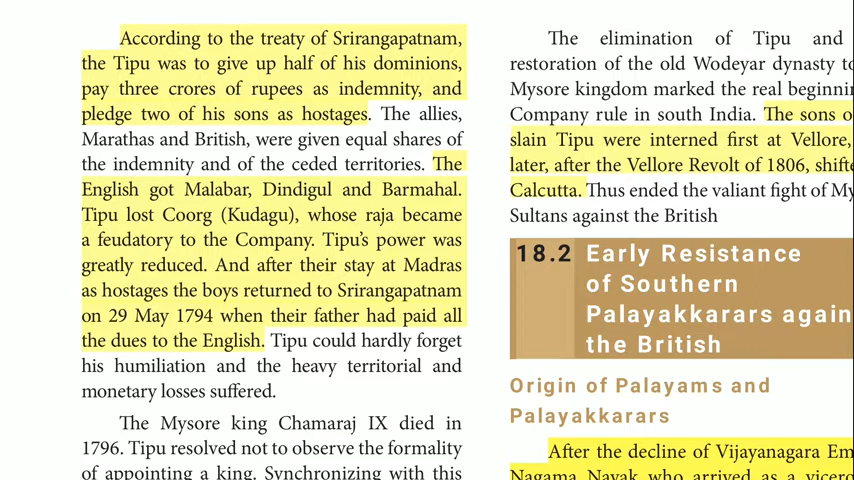 According to the treaty of Srirangapatnam,
the Tipu was to give up half of his dominions,
pay three crores of rupees as indemnity, and
pledge two of his sons as hostages. The allies,
Marathas and British, were given equal shares of
the indemnity and of the ceded territories. The
English got Malabar, Dindigul and Barmahal.
Tipu lost Coorg (Kudagu), whose raja became
a feudatory to the Company. Tipu's power was
greatly reduced. And after their stay at Madras
as hostages the boys returned to Srirangapatnam
on 29 May 1794 when their father had paid all
the dues to the English. Tipu could hardly forget
his humiliation and the heavy territorial and
monetary losses suffered.
The Mysore king Chamaraj IX died in
1796. Tipu resolved not to observe the formality
of appointing a king. Synchronizing with this
The elimination of Tipu and
restoration of the old Wodeyar dynasty to
Mysore kingdom marked the real
Company rule in south India. The sons
slain Tipu were interned first at Vellore,
later, after the Vellore Revolt of 1806,
Calcutta. Thus ended the valiant fight of
Sultans against the British
18.2 Early Resistance
of Southern
Palayakkarars
the British
Origin of Palayams and
Palayakkarars
After the decline of Vijayanagara
Nagama Nayak who arrived as a